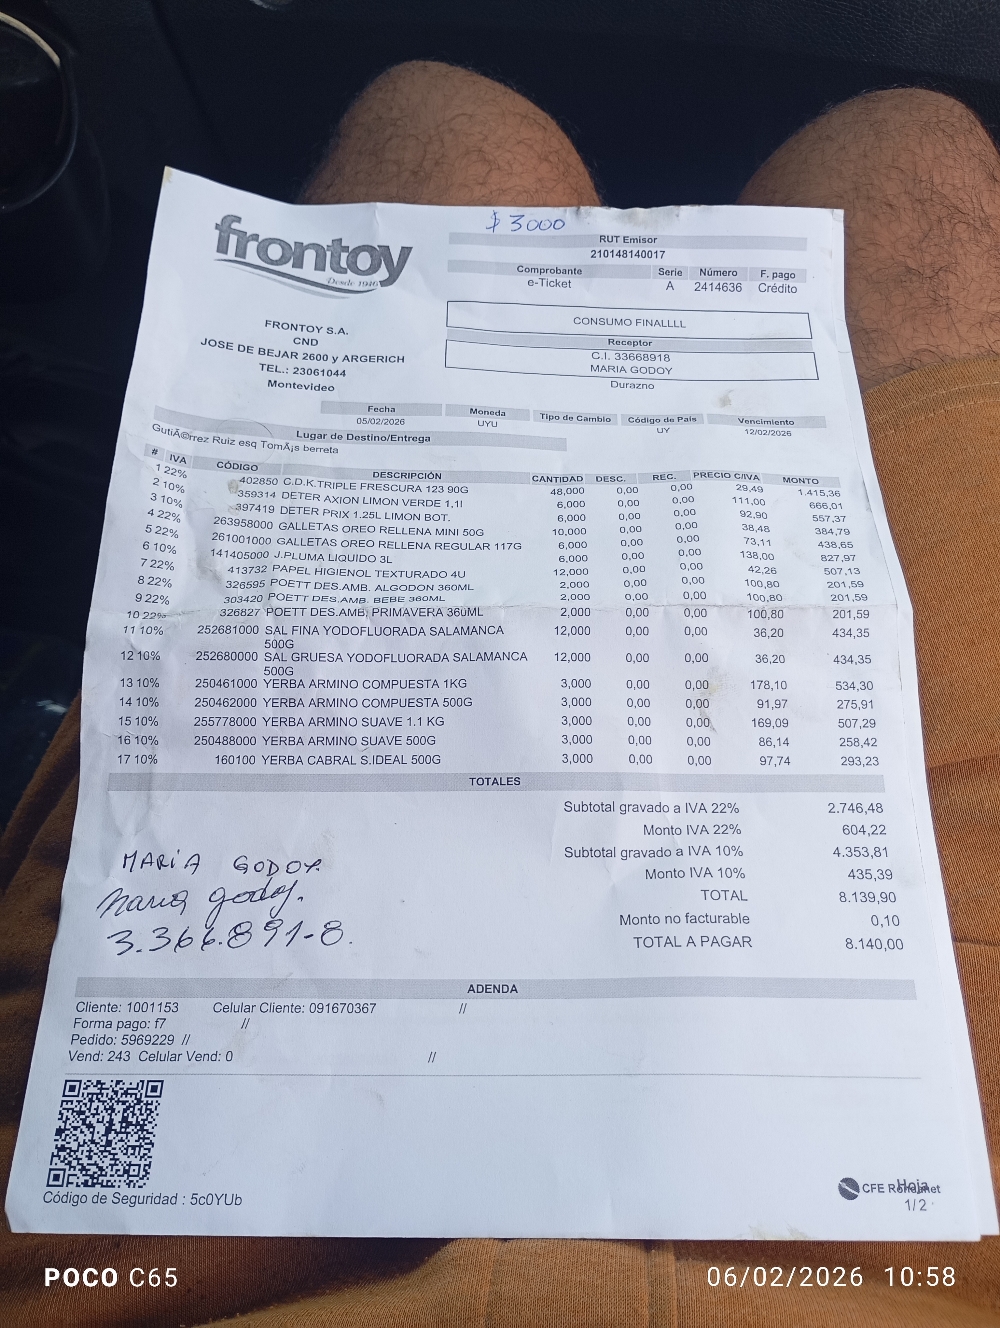 $ 3000
frontoy
Desde 1946
RUT Emisor
210148140017
Comprobante Serie Número F. pago
e-Ticket A 2414636 Crédito
CONSUMO FINALLLL
Receptor
C.I. 33668918
MARIA GODOY
Durazno
FRONTOY S.A.
CND
JOSE DE BEJAR 2600 y ARGERICH
TEL.: 23061044
Montevideo
Fecha Moneda Tipo de Cambio Código de País Vencimiento
05/02/2026 UYU UY 12/02/2026
Lugar de Destino/Entrega
GutiÃ©rrez Ruiz esq TomÃ¡s berreta
# IVA CÓDIGO DESCRIPCIÓN CANTIDAD DESC. REC. PRECIO C/IVA MONTO
1 22% 402850 C.D.K.TRIPLE FRESCURA 123 90G 48,000 0,00 0,00 29,49 1.415,36
2 10% 359314 DETER AXION LIMON VERDE 1,1l 6,000 0,00 0,00 111,00 666,01
3 10% 397419 DETER PRIX 1.25L LIMON BOT. 6,000 0,00 0,00 92,90 557,37
4 22% 263958000 GALLETAS OREO RELLENA MINI 50G 10,000 0,00 0,00 38,48 384,79
5 22% 261001000 GALLETAS OREO RELLENA REGULAR 117G 6,000 0,00 0,00 73,11 438,65
6 10% 141405000 J.PLUMA LIQUIDO 3L 6,000 0,00 0,00 138,00 827,97
7 22% 413732 PAPEL HIGIENOL TEXTURADO 4U 12,000 0,00 0,00 42,26 507,13
8 22% 326595 POETT DES.AMB. ALGODON 360ML 2,000 0,00 0,00 100,80 201,59
9 22% 303420 POETT DES.AMB. BEBE 360ML 2,000 0,00 0,00 100,80 201,59
10 22% 326827 POETT DES.AMB. PRIMAVERA 360ML 2,000 0,00 0,00 100,80 201,59
11 10% 252681000 SAL FINA YODOFLUORADA SALAMANCA 12,000 0,00 0,00 36,20 434,35
500G
12 10% 252680000 SAL GRUESA YODOFLUORADA SALAMANCA 12,000 0,00 0,00 36,20 434,35
500G
13 10% 250461000 YERBA ARMINO COMPUESTA 1KG 3,000 0,00 0,00 178,10 534,30
14 10% 250462000 YERBA ARMINO COMPUESTA 500G 3,000 0,00 0,00 91,97 275,91
15 10% 255778000 YERBA ARMINO SUAVE 1.1 KG 3,000 0,00 0,00 169,09 507,29
16 10% 250488000 YERBA ARMINO SUAVE 500G 3,000 0,00 0,00 86,14 258,42
17 10% 160100 YERBA CABRAL S.IDEAL 500G 3,000 0,00 0,00 97,74 293,23
TOTALES
Subtotal gravado a IVA 22% 2.746,48
Monto IVA 22% 604,22
Subtotal gravado a IVA 10% 4.353,81
Monto IVA 10% 435,39
TOTAL 8.139,90
Monto no facturable 0,10
TOTAL A PAGAR 8.140,00
MARÍA GODOY.
maria godoy.
3.366.891-8.
ADENDA
Cliente: 1001153 Celular Cliente: 091670367 //
Forma pago: f7 //
Pedido: 5969229 //
Vend: 243 Celular Vend: 0 //
Código de Seguridad : 5c0YUb
CFE Hoja
1/2
POCO C65
06/02/2026 10:58